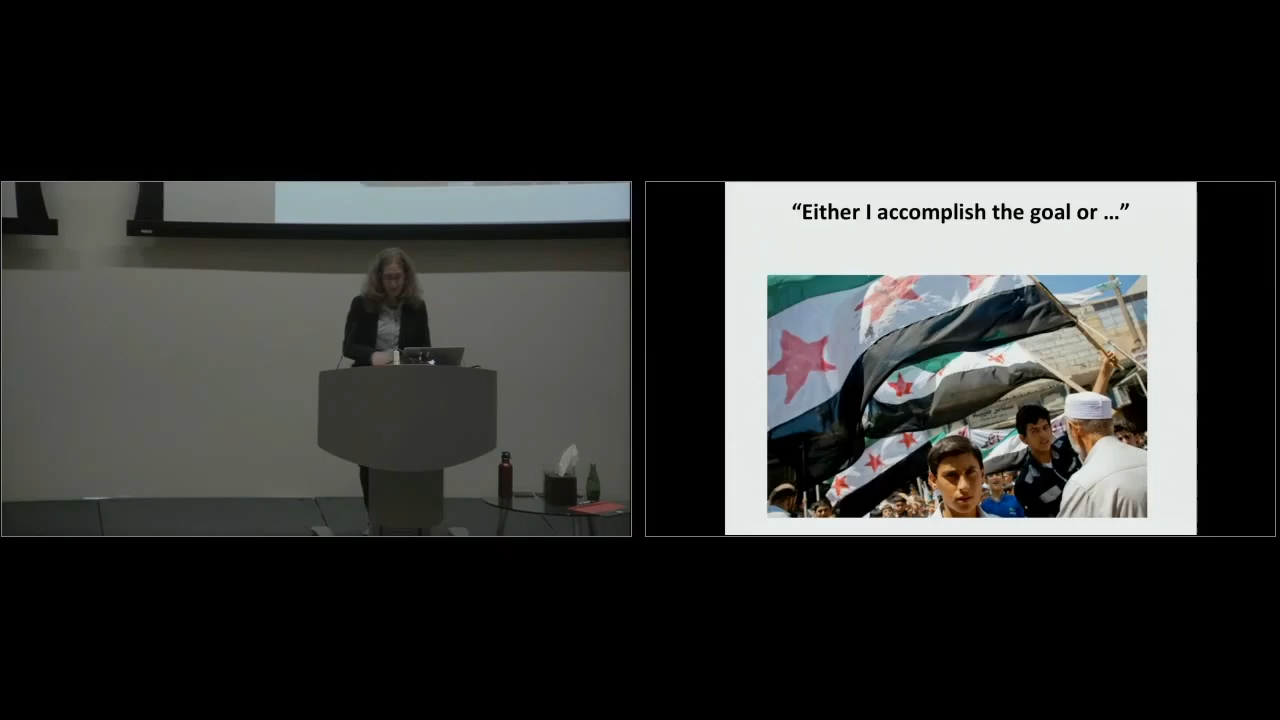 “Either I accomplish the goal or …”